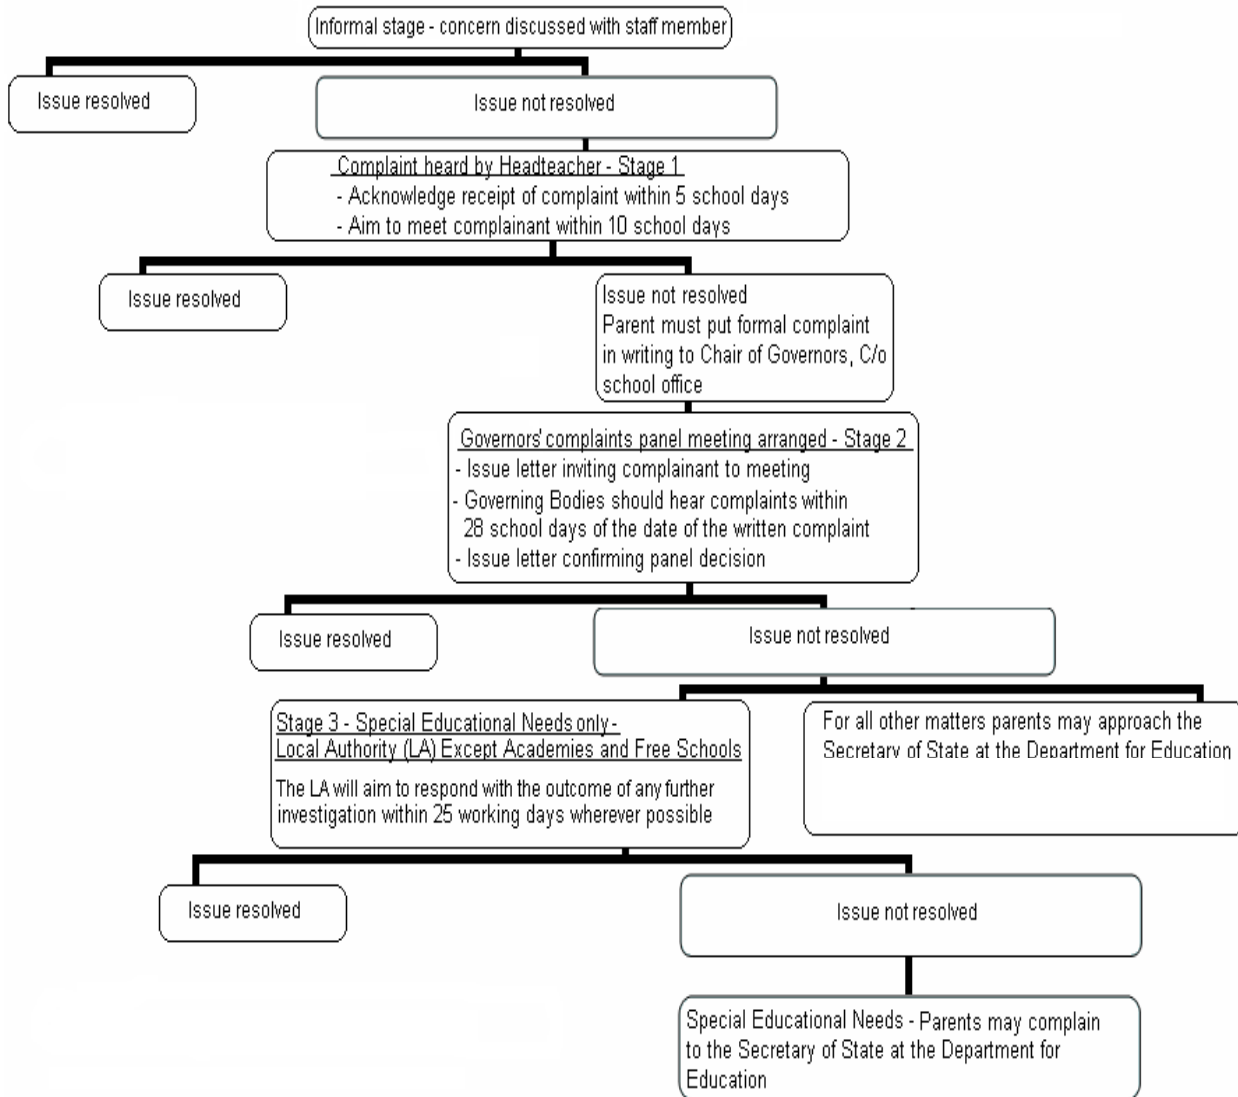 Informal stage - concern discussed with staff member
Issue resolved
Issue not resolved
Complaint heard by Headteacher - Stage 1
- Acknowledge receipt of complaint within 5 school days
- Aim to meet complainant within 10 school days
Issue resolved
Issue not resolved
Parent must put formal complaint
in writing to Chair of Governors, C/o
school office
Governors' complaints panel meeting arranged - Stage 2
- Issue letter inviting complainant to meeting
- Governing Bodies should hear complaints within
28 school days of the date of the written complaint
- Issue letter confirming panel decision
Issue resolved
Issue not resolved
Stage 3 - Special Educational Needs only -
Local Authority (LA) Except Academies and Free Schools
The LA will aim to respond with the outcome of any further
investigation within 25 working days wherever possible
For all other matters parents may approach the
Secretary of State at the Department for Education
Issue resolved
Issue not resolved
Special Educational Needs - Parents may complain
to the Secretary of State at the Department for
Education